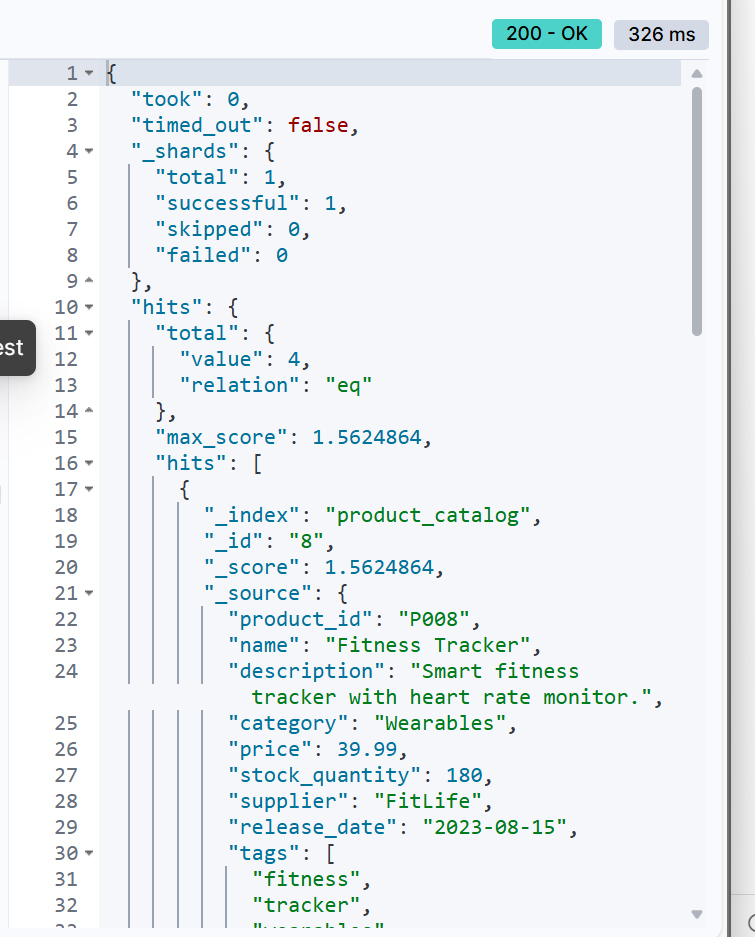 200 - OK 326 ms
1 {
2 "took": 0,
3 "timed_out": false,
4 "_shards": {
5 "total": 1,
6 "successful": 1,
7 "skipped": 0,
8 "failed": 0
9 },
10 "hits": {
11 "total": {
est
12 "value": 4,
13 "relation": "eq"
14 },
15 "max_score": 1.5624864,
16 "hits": [
17 {
18 "_index": "product_catalog",
19 "_id": "8",
20 "_score": 1.5624864,
21 "_source": {
22 "product_id": "P008",
23 "name": "Fitness Tracker",
24 "description": "Smart fitness
tracker with heart rate monitor.",
25 "category": "Wearables",
26 "price": 39.99,
27 "stock_quantity": 180,
28 "supplier": "FitLife",
29 "release_date": "2023-08-15",
30 "tags": [
31 "fitness",
32 "tracker",